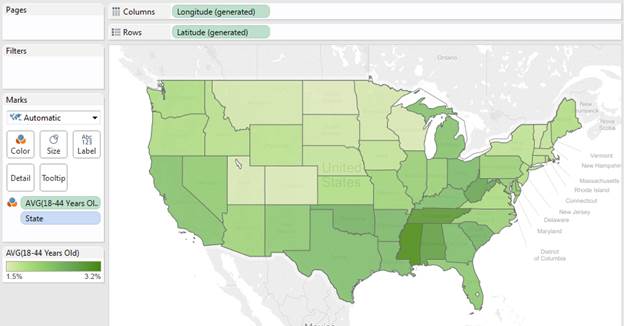 Pages
Columns
Longitude (generated)
Rows
Latitude (generated)
Filters
Marks
Automatic
Color
Size
Abc
123
Label
Detail
Tooltip
AVG(18-44 Years Ol..
State
AVG(18-44 Years Old)
1.5%
3.2%
Ontario
New
Nova
Scotia
United
States
Vermont
New Hampshire
Massachusetts
Rhode Island
Connecticut
New Jersey
Delaware
Maryland
District
of Columbia
Mexico